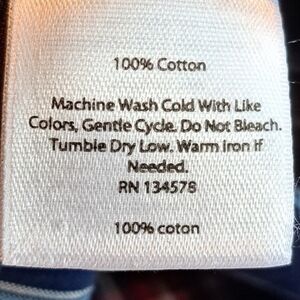 100% Cotton
Machine Wash Cold With Like
Colors, Gentle Cycle. Do Not Bleach.
Tumble Dry Low. Warm Iron If
Needed.
RN 134578
100% coton